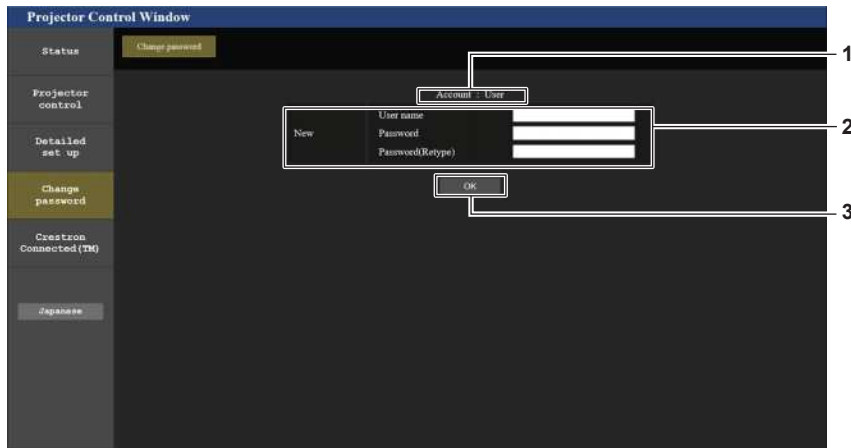 Projector Control Window
Status
Change password
1
Projector
control
Account : User
User name
2
New
Password
Detailed
set up
Password(Retype)
Change
password
OK
3
Crestron
Connected(TM)
Japanese